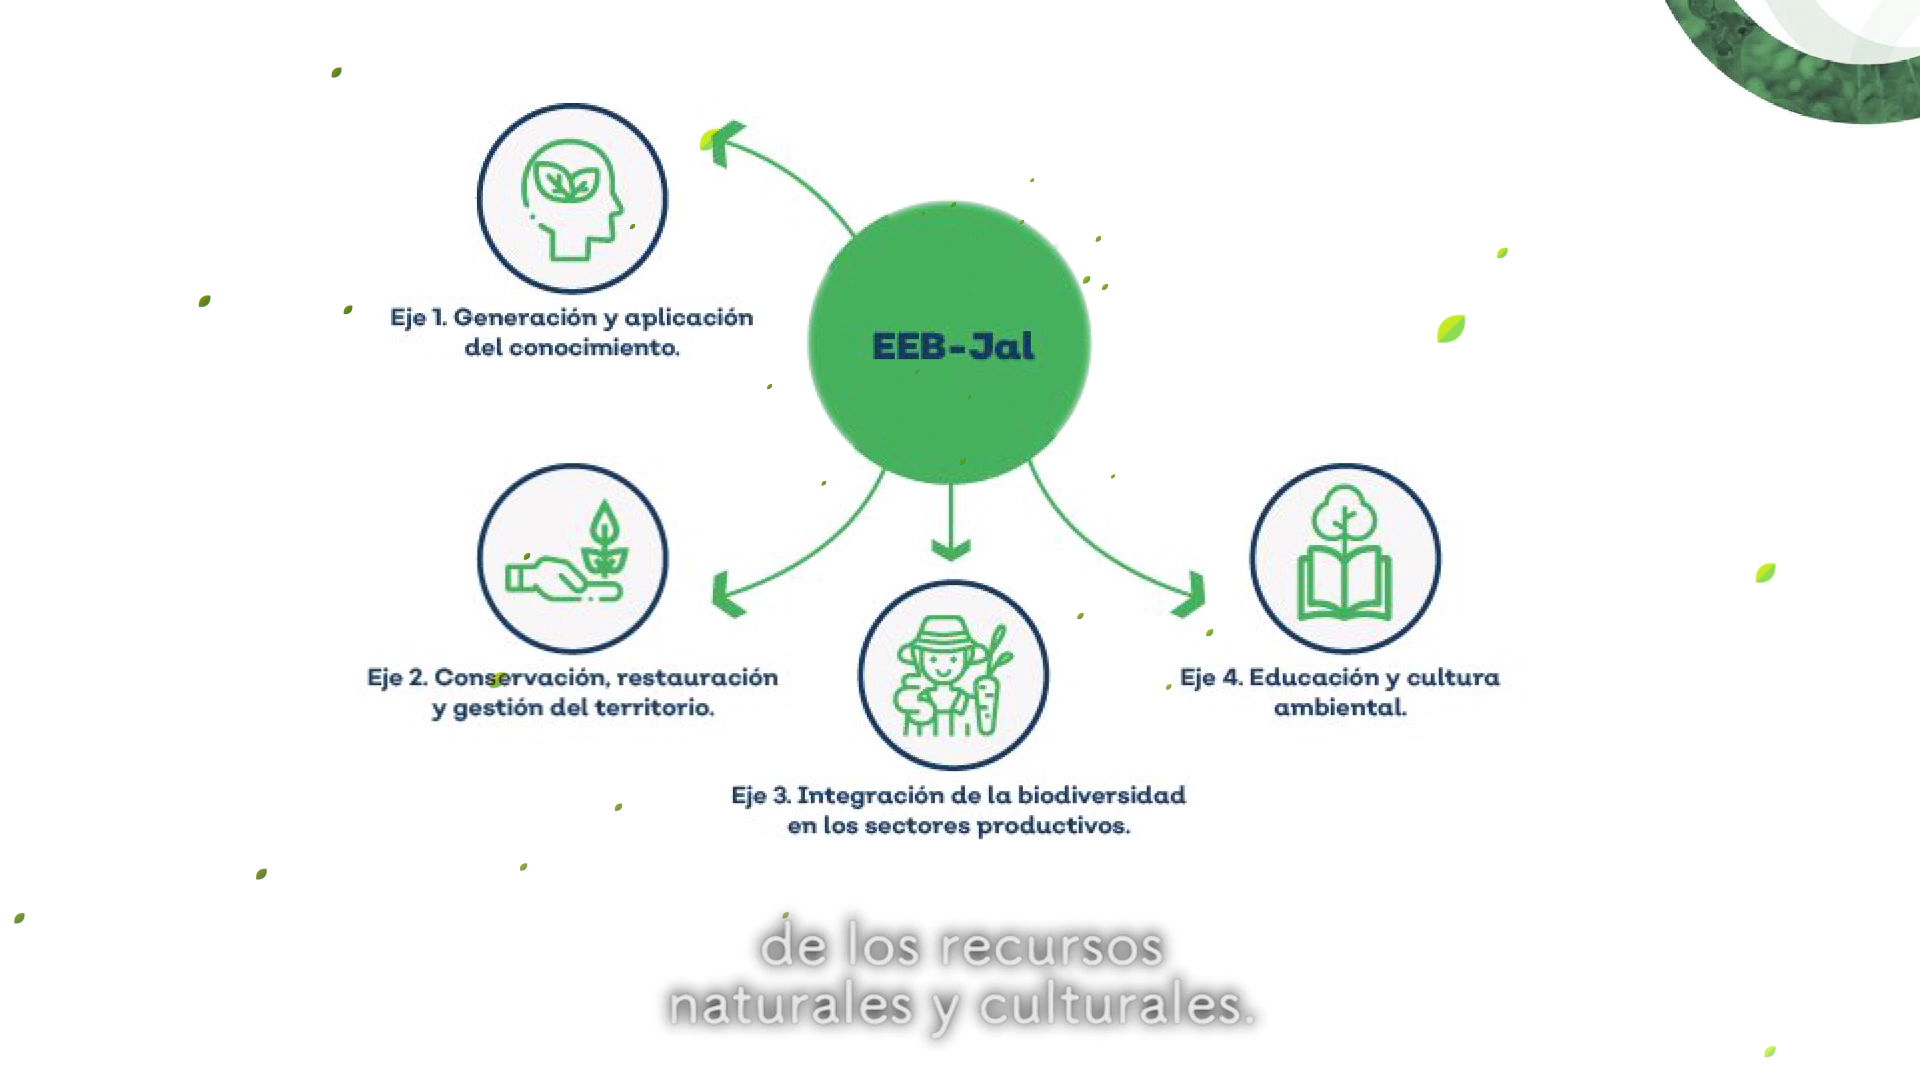 EEB-Jal
Eje 1. Generación y aplicación
del conocimiento.
Eje 2. Conservación, restauración
y gestión del territorio.
Eje 3. Integración de la biodiversidad
en los sectores productivos.
Eje 4. Educación y cultura
ambiental.
de los recursos
naturales y culturales.